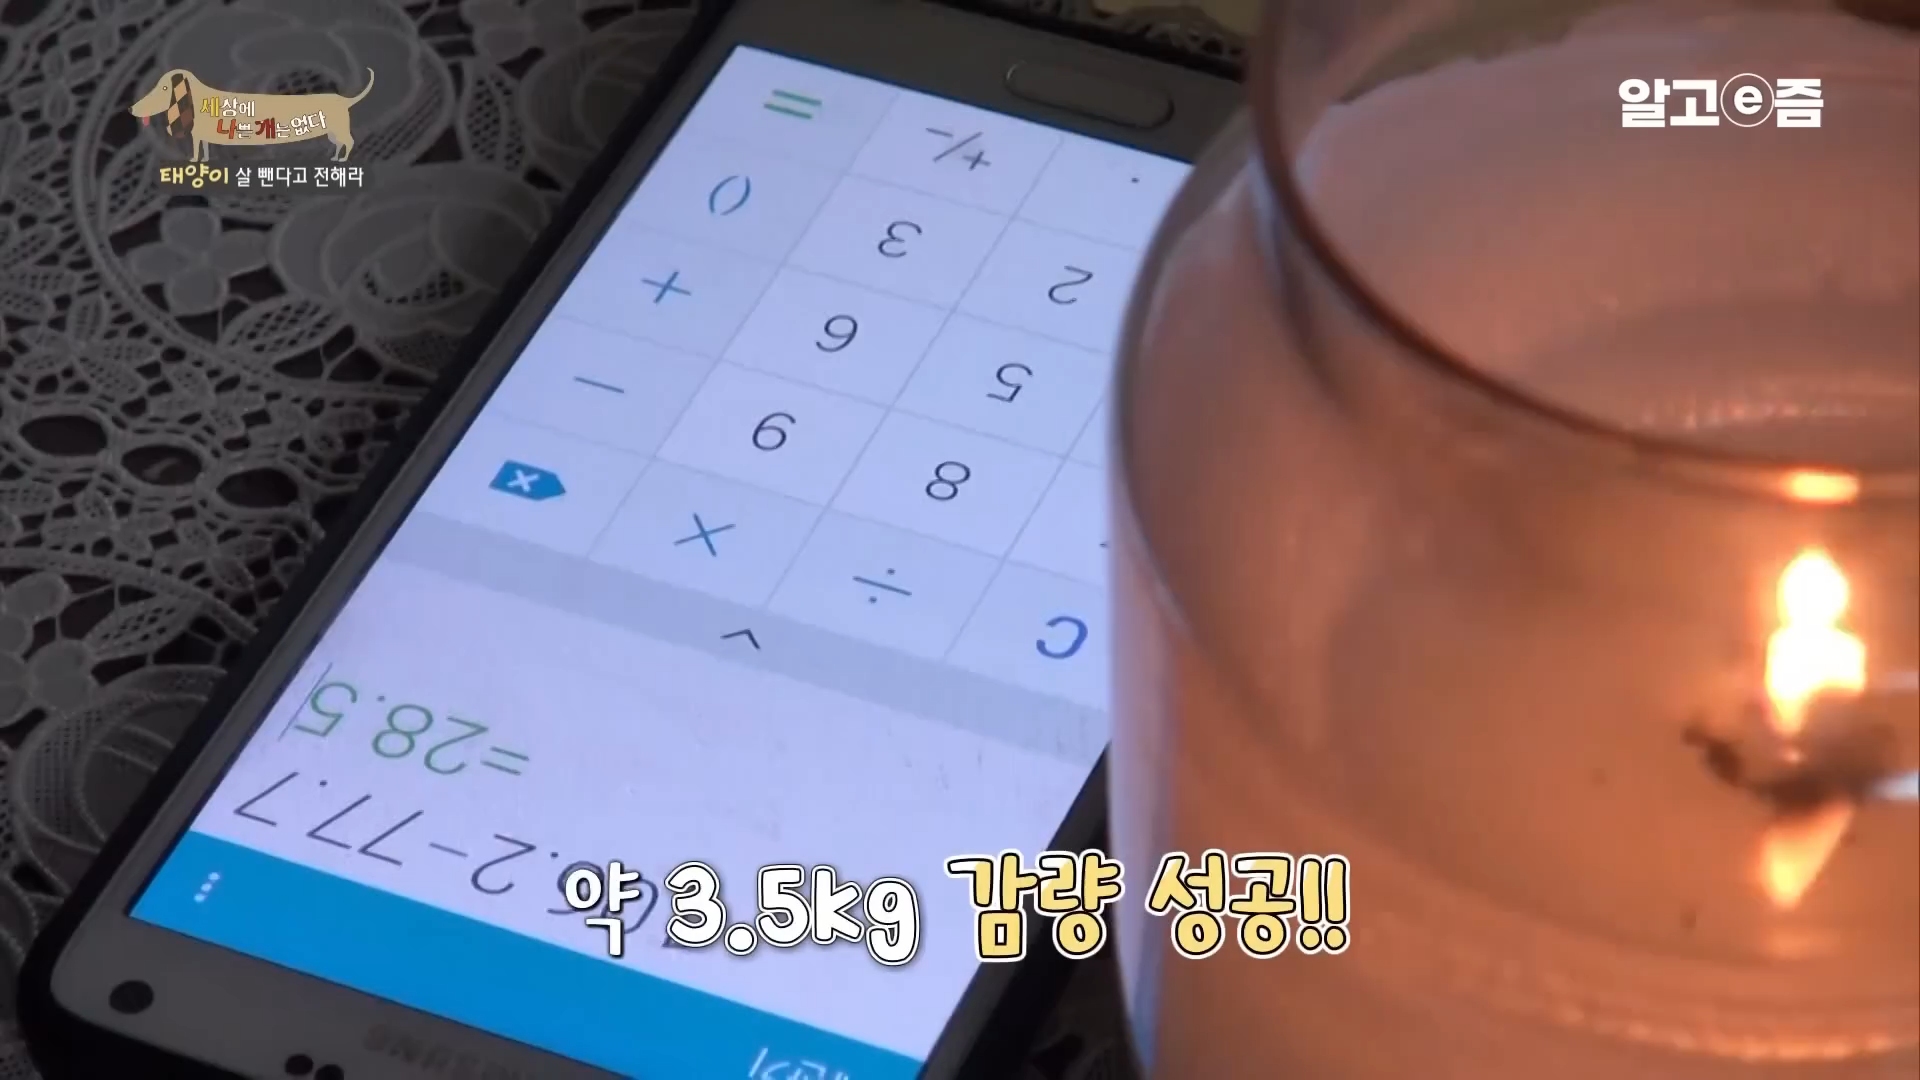 세상에
나쁜 개는 없다
태양이 살 뺀다고 전해라
알고e즘
=
+/-
.
()
3
2
+
6
5
−
9
8
×
÷
C
=28.5
6.2−77.7
약 3.5kg 감량 성공!!